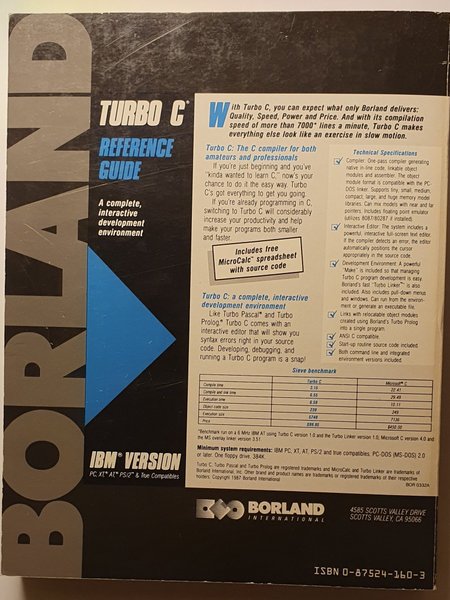 BORLAND
TURBO C®
REFERENCE
GUIDE
A complete,
interactive
development
environment
IBM® VERSION
PC, XT,® AT,® PS/2™ & True Compatibles
With Turbo C, you can expect what only Borland delivers:
Quality, Speed, Power and Price. And with its compilation
speed of more than 7000* lines a minute, Turbo C makes
everything else look like an exercise in slow motion.
Turbo C: The C compiler for both
amateurs and professionals
If you're just beginning and you've
"kinda wanted to learn C," now's your
chance to do it the easy way. Turbo
C's got everything to get you going.
If you're already programming in C,
switching to Turbo C will considerably
increase your productivity and help
make your programs both smaller
and faster.
Includes free
MicroCalc™ spreadsheet
with source code
Turbo C: a complete, interactive
development environment
Like Turbo Pascal® and Turbo
Prolog,® Turbo C comes with an
interactive editor that will show you
syntax errors right in your source
code. Developing, debugging, and
running a Turbo C program is a snap!
Technical Specifications
Compiler: One-pass compiler generating
native in-line code, linkable object
modules and assembler. The object
module format is compatible with the PC-
DOS linker. Supports tiny, small, medium,
compact, large, and huge memory model
libraries. Can mix models with near and far
pointers. Includes floating point emulator
(utilizes 8087/80287 if installed).
Interactive Editor: The system includes a
powerful, interactive full-screen text editor.
If the compiler detects an error, the editor
automatically positions the cursor
appropriately in the source code.
Development Environment: A powerful
"Make" is included so that managing
Turbo C program development is easy.
Borland's fast "Turbo Linker"™ is also
included. Also includes pull-down menus
and windows. Can run from the environ-
ment or generate an executable file.
Links with relocatable object modules
created using Borland's Turbo Prolog
into a single program.
ANSI C compatible.
Start-up routine source code included.
Both command line and integrated
environment versions included.
Sieve benchmark
Turbo C Microsoft® C
Compile time 3.15 22.41
Compile and link time 6.55 29.49
Execution time 6.59 10.11
Object code size 239 249
Execution size 5748 7136
Price $99.95 $450.00
*Benchmark run on a 6 MHz IBM AT using Turbo C version 1.0 and the Turbo Linker version 1.0; Microsoft C version 4.0 and
the MS overlay linker version 3.51.
Minimum system requirements: IBM PC, XT, AT, PS/2 and true compatibles. PC-DOS (MS-DOS) 2.0
or later. One floppy drive. 384K.
Turbo C, Turbo Pascal and Turbo Prolog are registered trademarks and MicroCalc and Turbo Linker are trademarks of
Borland International, Inc. Other brand and product names are trademarks or registered trademarks of their respective
holders. Copyright 1987 Borland International.
BOR 0332A
BORLAND
INTERNATIONAL
4585 SCOTTS VALLEY DRIVE
SCOTTS VALLEY, CA 95066
ISBN 0-87524-160-3